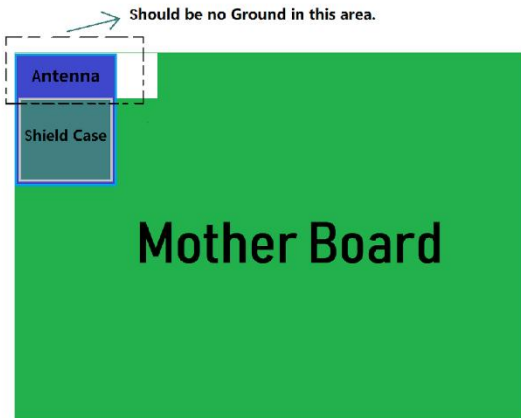 Should be no Ground in this area.
Antenna
Shield Case
Mother Board